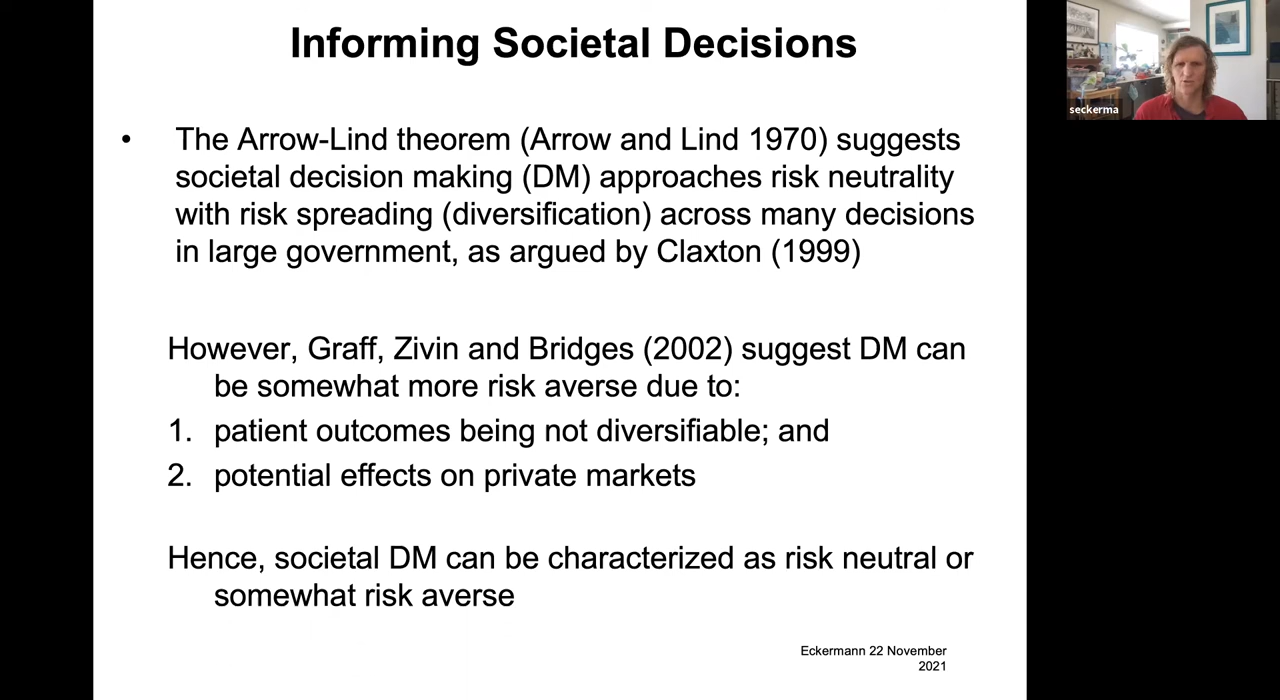 Informing Societal Decisions
• The Arrow-Lind theorem (Arrow and Lind 1970) suggests
societal decision making (DM) approaches risk neutrality
with risk spreading (diversification) across many decisions
in large government, as argued by Claxton (1999)
However, Graff, Zivin and Bridges (2002) suggest DM can
be somewhat more risk averse due to:
1. patient outcomes being not diversifiable; and
2. potential effects on private markets
Hence, societal DM can be characterized as risk neutral or
somewhat risk averse
Eckermann 22 November
2021
seckerma